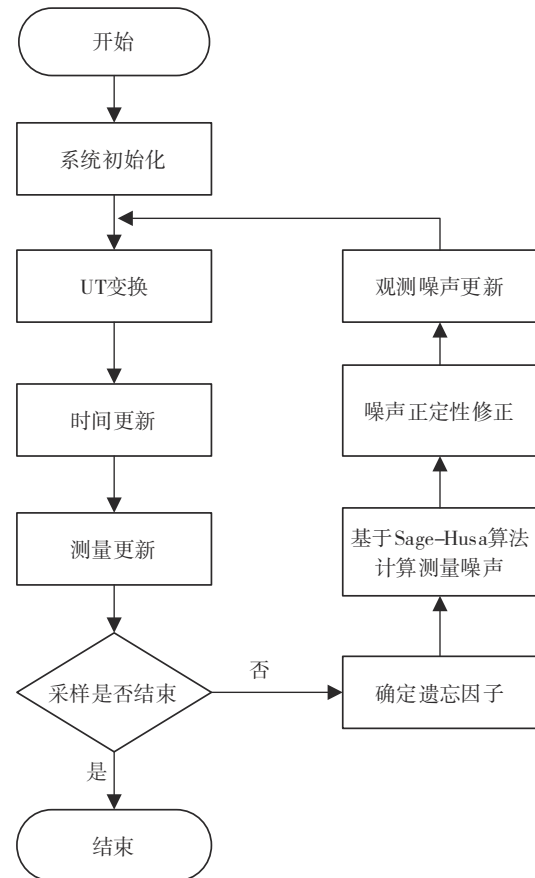 开始
系统初始化
UT变换
时间更新
测量更新
采样是否结束
是
结束
否
确定遗忘因子
基于Sage-Husa算法
计算测量噪声
噪声正定性修正
观测噪声更新